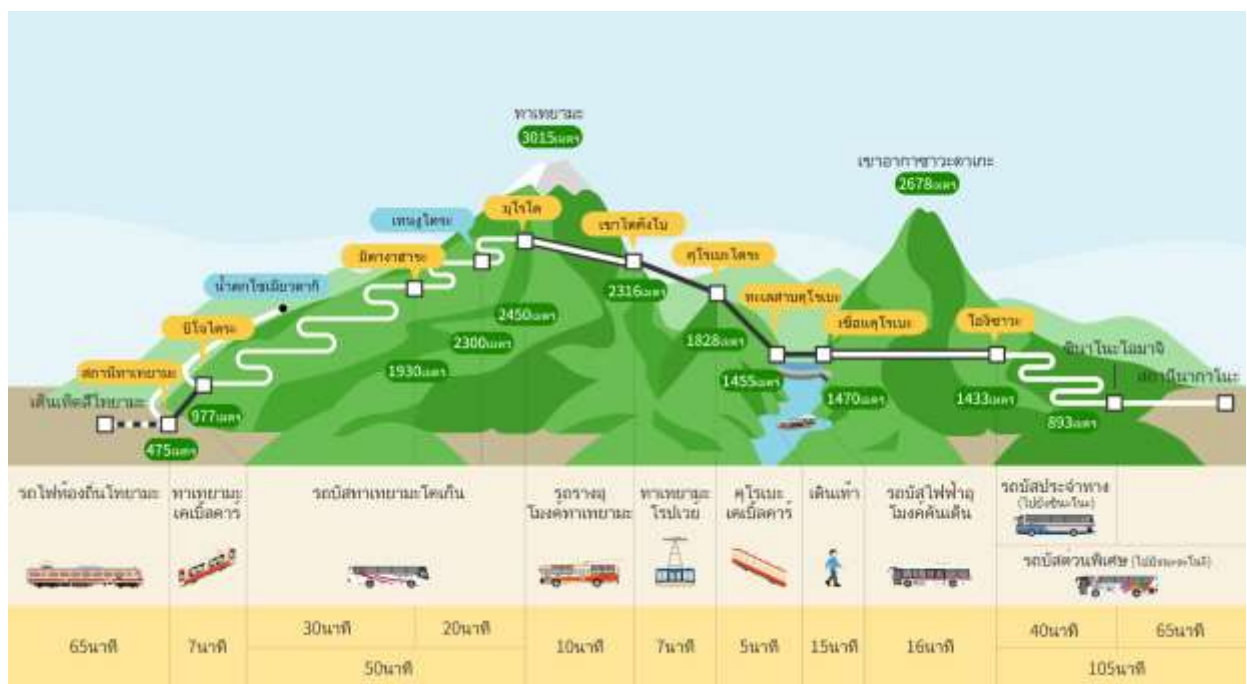 ทาเทยามะ
3015เมตร
เขาอากาซาวะดาเกะ
2678เมตร
เทนงูไดระ
มุโรโด
เขาไดคังโบ
มิดางาฮาระ
คุโรเบะไดระ
น้ำตกโชเมียวดากิ
ทะเลสาบคุโรเบะ
2316เมตร
2450เมตร
บิโจไดระ
เขื่อนคุโรเบะ
โองิซาวะ
2300เมตร
1828เมตร
ชินาโนะโอมาจิ
สถานีทาเทยามะ
1930เมตร
1455เมตร
สถานีนากาโนะ
เด็นเท็ตสึโทยามะ
977เมตร
1470เมตร
1433เมตร
893เมตร
475เมตร
รถไฟท้องถิ่นโทยามะ
ทาเทยามะ
เคเบิ้ลคาร์
รถบัสทาเทยามะโคเก็น
รถรางอุ
โมงค์ทาเทยามะ
ทาเทยามะ
โรปเวย์
คุโรเบะ
เคเบิ้ลคาร์
เดินเท้า
รถบัสไฟฟ้าอุ
โมงค์คันเด็น
รถบัสประจำทาง
รถบัสด่วนพิเศษ
65นาที
7นาที
30นาที
20นาที
50นาที
10นาที
7นาที
5นาที
15นาที
16นาที
40นาที
65นาที
105นาที